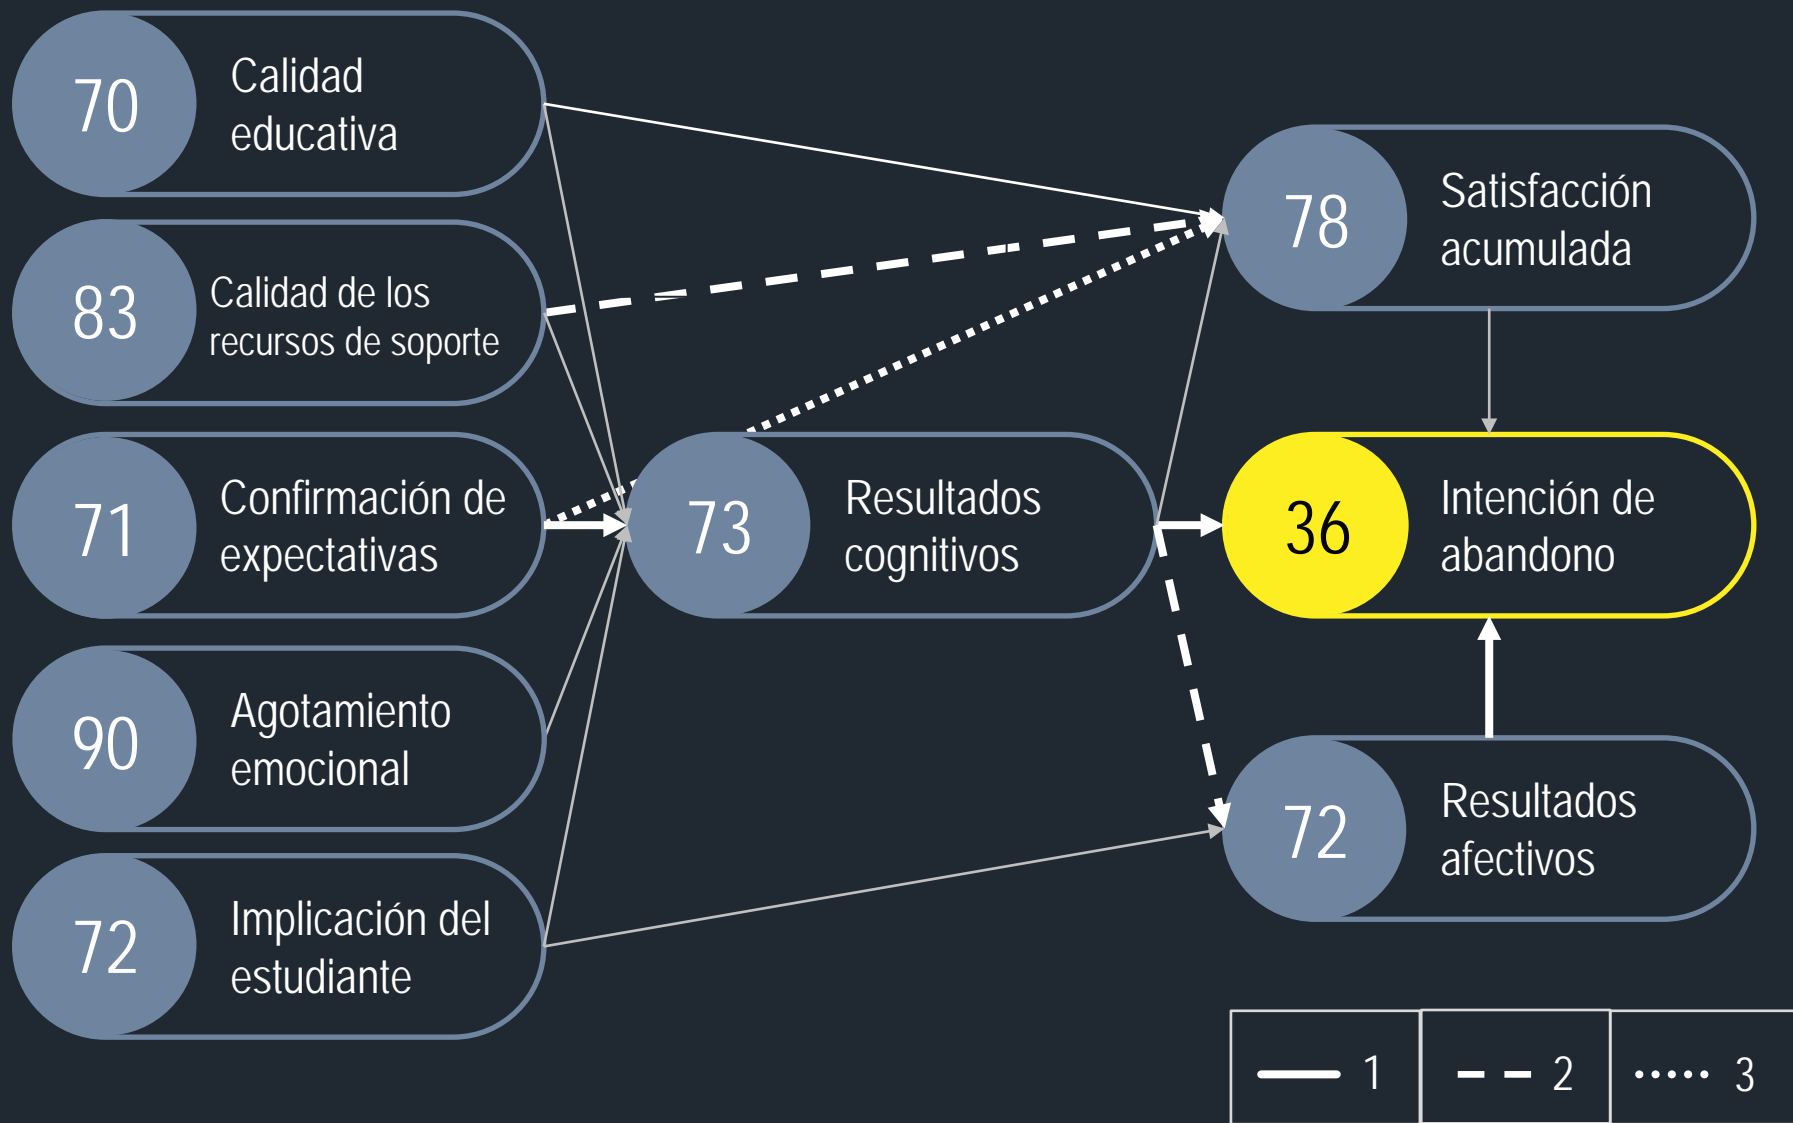 70
Calidad
educativa
83
Calidad de los
recursos de soporte
71
Confirmación de
expectativas
90
Agotamiento
emocional
72
Implicación del
estudiante
73
Resultados
cognitivos
78
Satisfacción
acumulada
36
Intención de
abandono
72
Resultados
afectivos
1
2
3